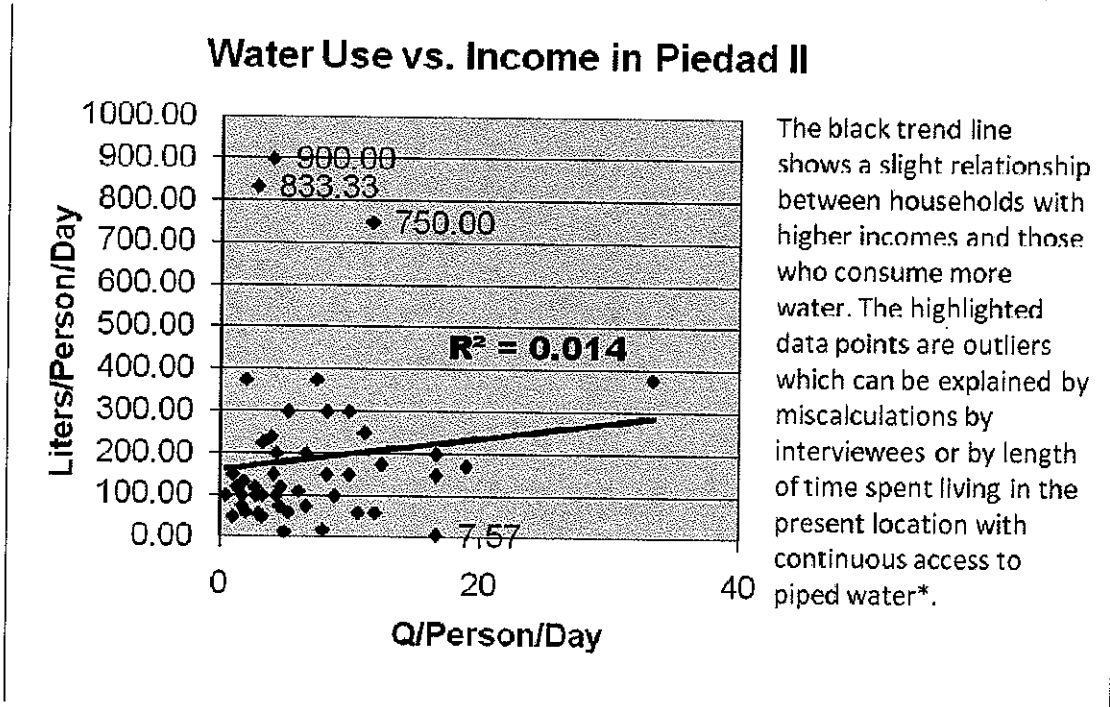 Water Use vs. Income in Piedad II
1000.00
900.00
800.00
700.00
600.00
500.00
400.00
300.00
200.00
100.00
0.00
Liters/Person/Day
900.00
833.33
750.00
R² = 0.014
7.57
0
20
40
Q/Person/Day
The black trend line
shows a slight relationship
between households with
higher incomes and those
who consume more
water. The highlighted
data points are outliers
which can be explained by
miscalculations by
interviewees or by length
of time spent living in the
present location with
continuous access to
piped water*.